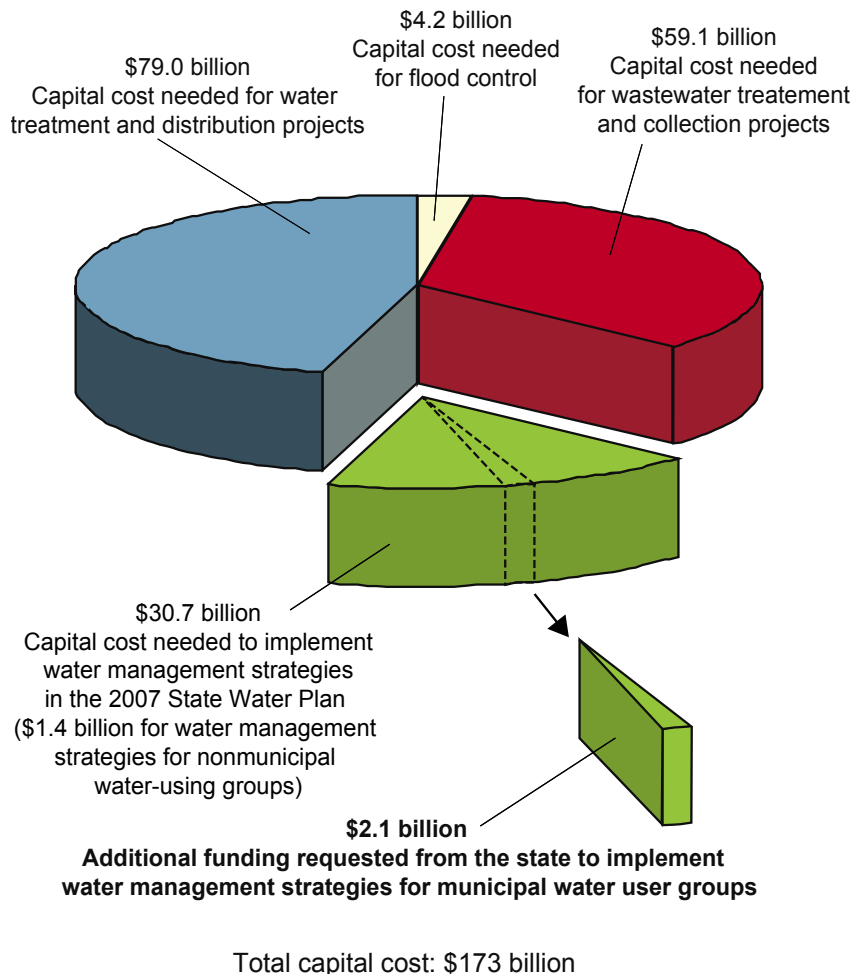 $4.2 billion
Capital cost needed
for flood control
$59.1 billion
Capital cost needed
for wastewater treatement
and collection projects
$79.0 billion
Capital cost needed for water
treatment and distribution projects
$30.7 billion
Capital cost needed to implement
water management strategies
in the 2007 State Water Plan
($1.4 billion for water management
strategies for nonmunicipal
water-using groups)
$2.1 billion
Additional funding requested from the state to implement
water management strategies for municipal water user groups
Total capital cost: $173 billion